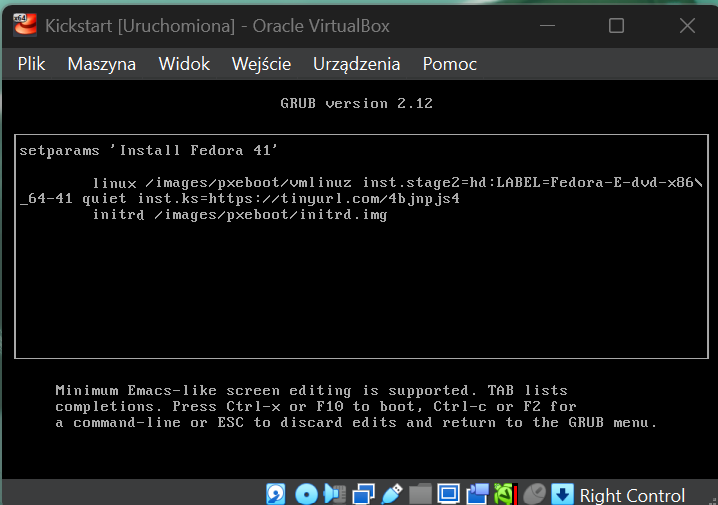 x64
Kickstart [Uruchomiona] - Oracle VirtualBox
Plik Maszyna Widok Wejście Urządzenia Pomoc
GRUB version 2.12
setparams 'Install Fedora 41'
linux /images/pxeboot/vmlinuz inst.stage2=hd:LABEL=Fedora-E-dvd-x86\
_64-41 quiet inst.ks=https://tinyurl.com/4bjnpjs4
initrd /images/pxeboot/initrd.img
Minimum Emacs-like screen editing is supported. TAB lists
completions. Press Ctrl-x or F10 to boot, Ctrl-c or F2 for
a command-line or ESC to discard edits and return to the GRUB menu.
Right Control